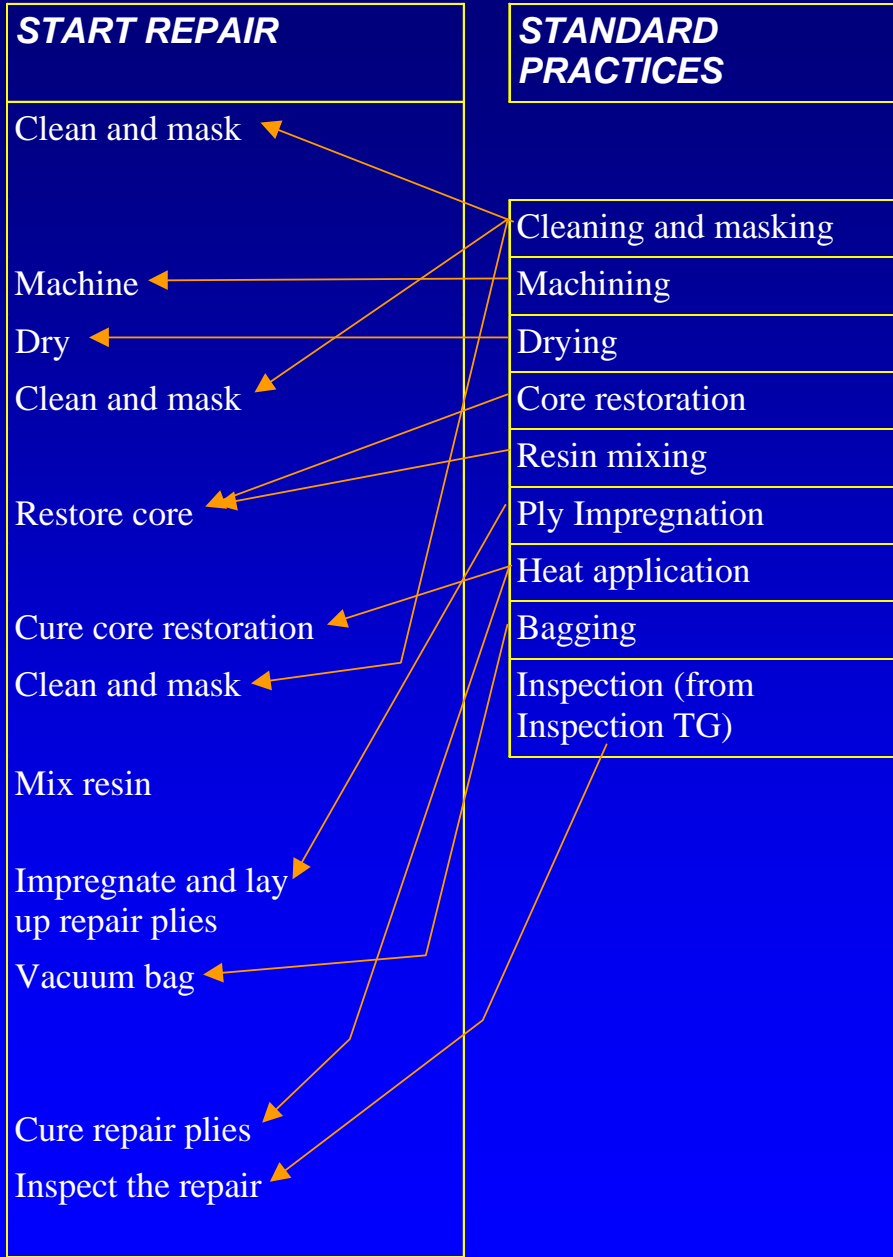 START REPAIR
Clean and mask
Machine
Dry
Clean and mask
Restore core
Cure core restoration
Clean and mask
Mix resin
Impregnate and lay
up repair plies
Vacuum bag
Cure repair plies
Inspect the repair
STANDARD
PRACTICES
Cleaning and masking
Machining
Drying
Core restoration
Resin mixing
Ply Impregnation
Heat application
Bagging
Inspection (from
Inspection TG)